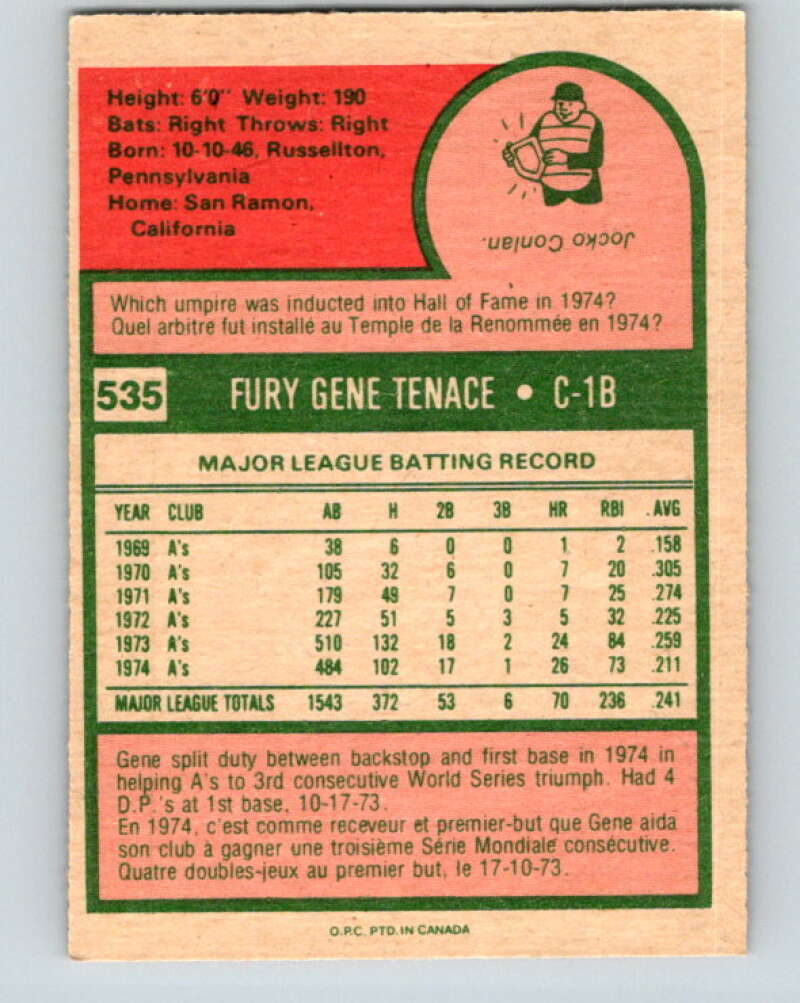 Height: 6'0" Weight: 190
Bats: Right Throws: Right
Born: 10-10-46, Russellton,
Pennsylvania
Home: San Ramon,
California
Jocko Conlan.
Which umpire was inducted into Hall of Fame in 1974?
Quel arbitre fut installé au Temple de la Renommée en 1974?
535 FURY GENE TENACE • C-1B
MAJOR LEAGUE BATTING RECORD
YEAR CLUB AB H 2B 3B HR RBI .AVG
1969 A's 38 6 0 0 1 2 .158
1970 A's 105 32 6 0 7 20 .305
1971 A's 179 49 7 0 7 25 .274
1972 A's 227 51 5 3 5 32 .225
1973 A's 510 132 18 2 24 84 .259
1974 A's 484 102 17 1 26 73 .211
MAJOR LEAGUE TOTALS 1543 372 53 6 70 236 .241
Gene split duty between backstop and first base in 1974 in
helping A's to 3rd consecutive World Series triumph. Had 4
D.P.'s at 1st base, 10-17-73.
En 1974, c'est comme receveur et premier-but que Gene aida
son club à gagner une troisième Série Mondiale consécutive.
Quatre doubles-jeux au premier but, le 17-10-73.
O.P.C. PTD. IN CANADA